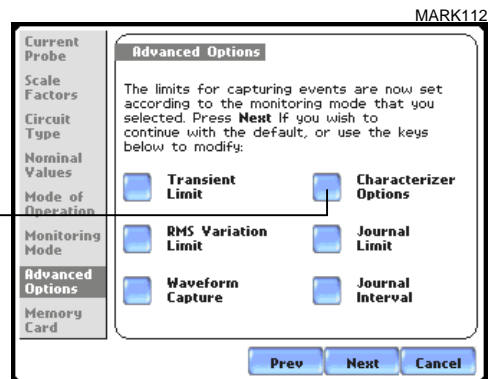 MARK112
Current
Probe
Scale
Factors
Circuit
Type
Nominal
Values
Mode of
Operation
Monitoring
Mode
Advanced
Options
Memory
Card
Advanced Options
The limits for capturing events are now set
according to the monitoring mode that you
selected. Press Next If you wish to
continue with the default, or use the keys
below to modify:
Transient
Limit
Characterizer
Options
RMS Variation
Limit
Journal
Limit
Waveform
Capture
Journal
Interval
Prev
Next
Cancel